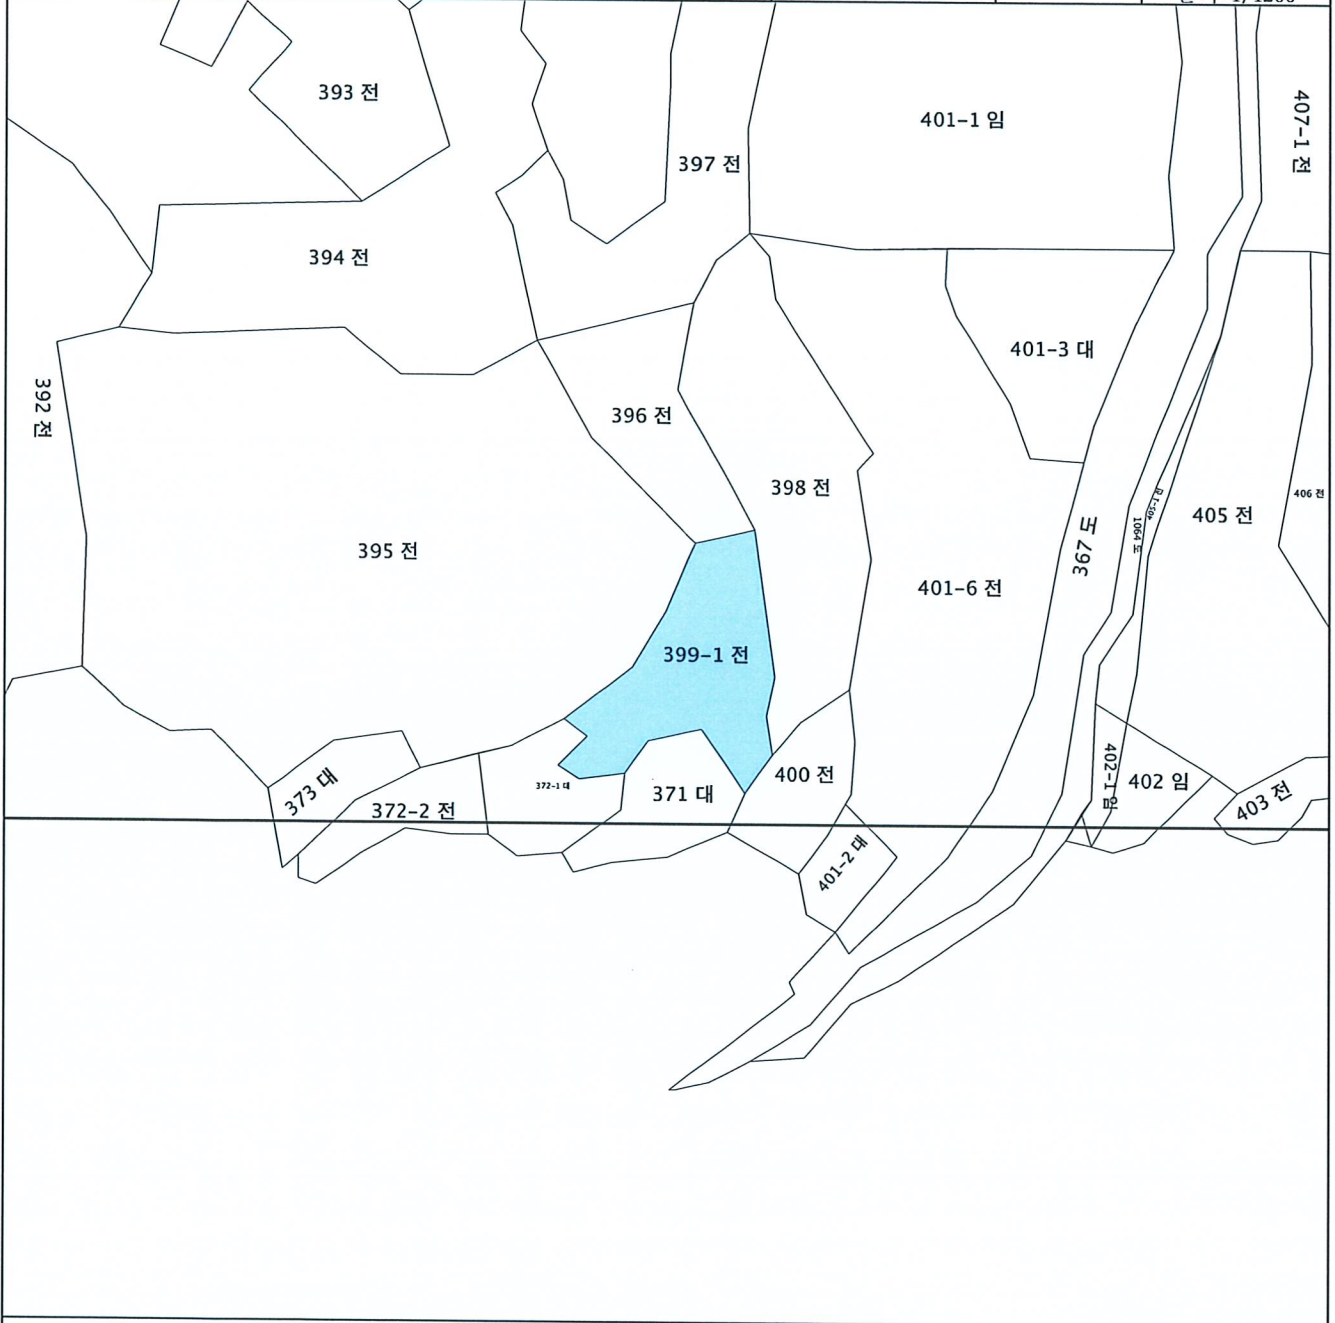 393 전
401-1 임
407-1 전
397 전
394 전
401-3 대
392 전
396 전
398 전
406 전
405 전
367 도
1064 도
395 전
401-6 전
399-1 전
373 대
372-2 전
372-1 대
371 대
400 전
402-1 임
402 임
403 전
401-2 대